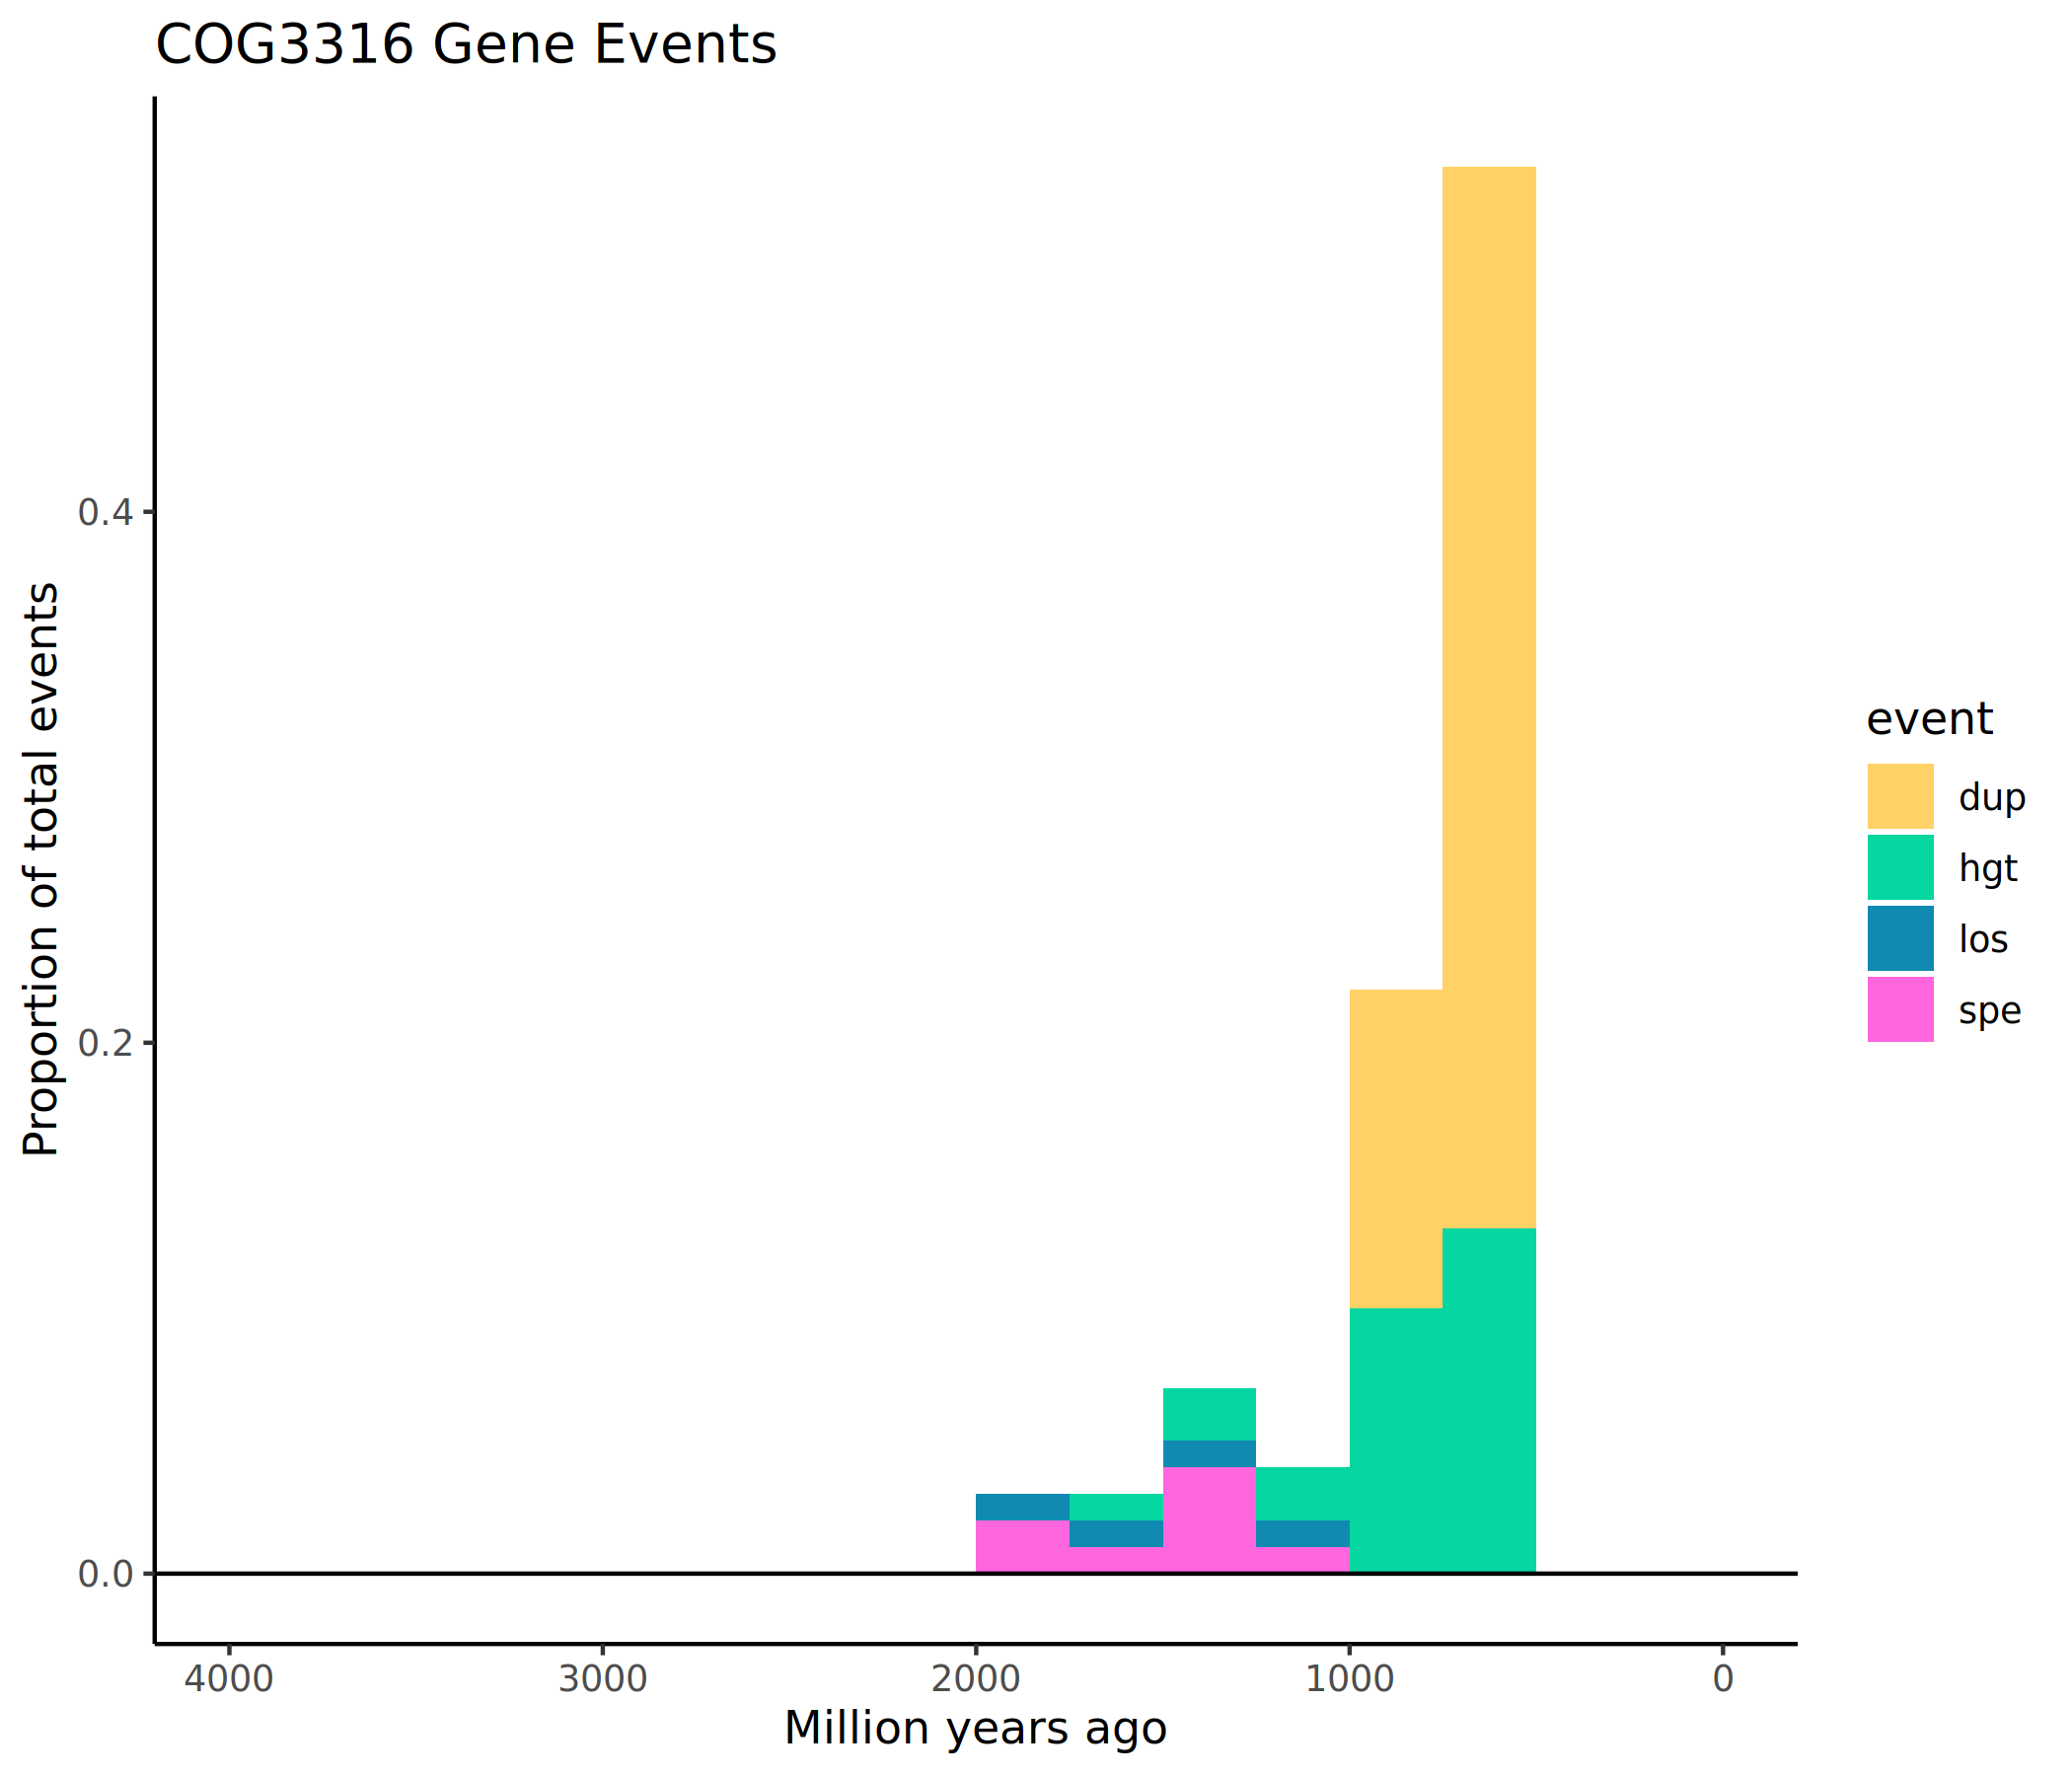 COG3316 Gene Events
Proportion of total events
0.4
0.2
0.0
4000 3000 2000 1000 0
Million years ago
event
dup
hgt
los
spe